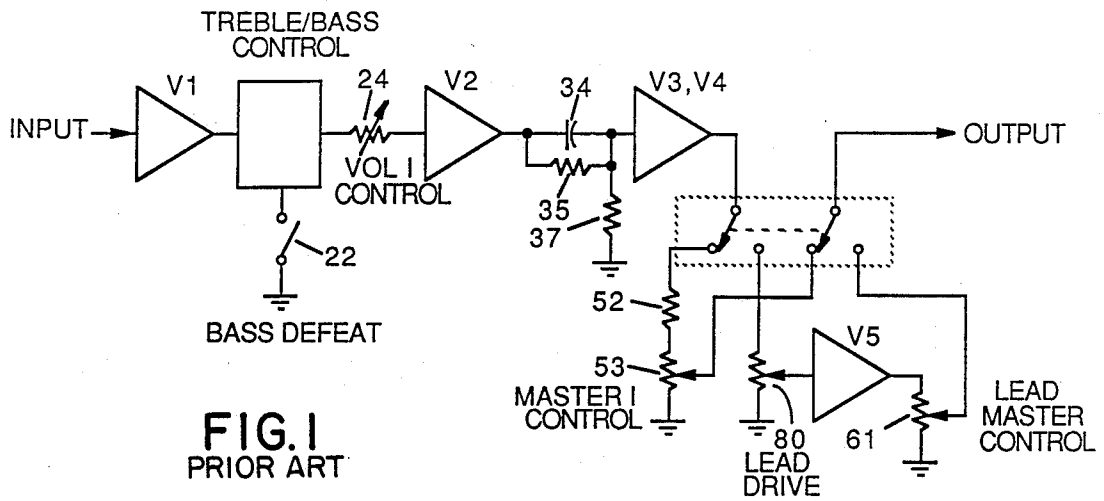 TREBLE/BASS
CONTROL
V1
24
V2
34
V3,V4
INPUT
OUTPUT
VOL I
CONTROL
35
37
22
BASS DEFEAT
52
53
MASTER I
CONTROL
V5
80
LEAD
DRIVE
61
LEAD
MASTER
CONTROL
FIG. 1
PRIOR ART